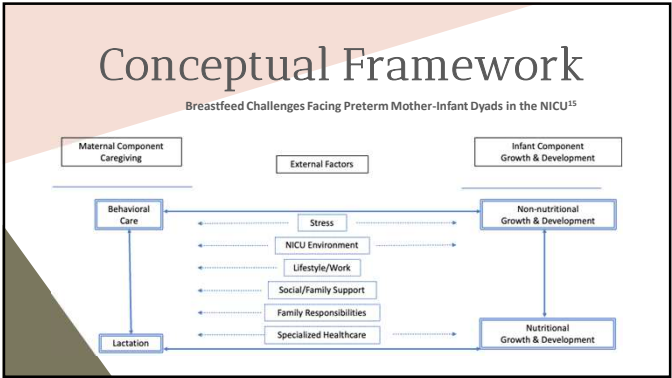 Conceptual Framework
Breastfeed Challenges Facing Preterm Mother-Infant Dyads in the NICU¹⁵
Maternal Component
Caregiving
External Factors
Infant Component
Growth & Development
Behavioral
Care
Non-nutritional
Growth & Development
Stress
NICU Environment
Lifestyle/Work
Social/Family Support
Family Responsibilities
Specialized Healthcare
Lactation
Nutritional
Growth & Development